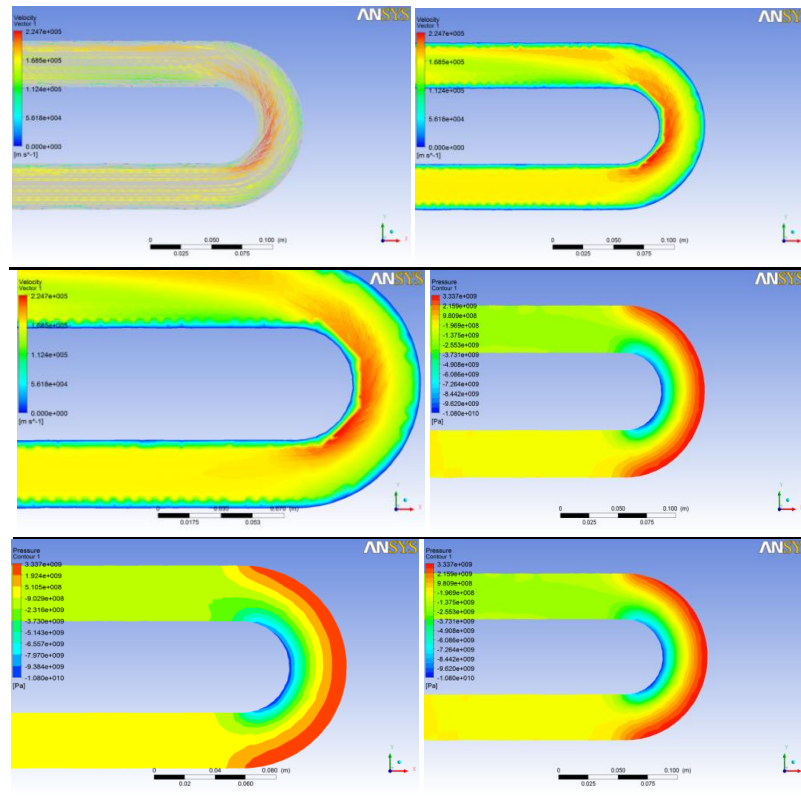 ANSYS
Velocity
Vector 1
2.247e+005
1.685e+005
1.124e+005
5.618e+004
0.000e+000
[m s^-1]
0 0.050 0.100 (m)
0.025 0.075
Y
X
ANSYS
Velocity
Vector 1
2.247e+005
1.685e+005
1.124e+005
5.618e+004
0.000e+000
[m s^-1]
0 0.050 0.100 (m)
0.025 0.075
ANSYS
Velocity
Vector 1
2.247e+005
1.685e+005
1.124e+005
5.618e+004
0.000e+000
[m s^-1]
0
0.0175 0.053
ANSYS
Pressure
Contour 1
3.337e+009
2.159e+009
9.809e+008
-1.969e+008
-1.375e+009
-2.553e+009
-3.731e+009
-4.908e+009
-6.086e+009
-7.264e+009
-8.442e+009
-9.620e+009
-1.080e+010
[Pa]
0 0.050 0.100 (m)
0.025 0.075
ANSYS
Pressure
Contour 1
3.337e+009
1.924e+009
5.105e+008
-9.029e+008
-2.316e+009
-3.730e+009
-5.143e+009
-6.557e+009
-7.970e+009
-9.384e+009
-1.080e+010
[Pa]
0 0.04 0.080 (m)
0.02 0.060
ANSYS
Pressure
Contour 1
3.337e+009
2.159e+009
9.809e+008
-1.969e+008
-1.375e+009
-2.553e+009
-3.731e+009
-4.908e+009
-6.086e+009
-7.264e+009
-8.442e+009
-9.620e+009
-1.080e+010
[Pa]
0 0.050 0.100 (m)
0.025 0.075